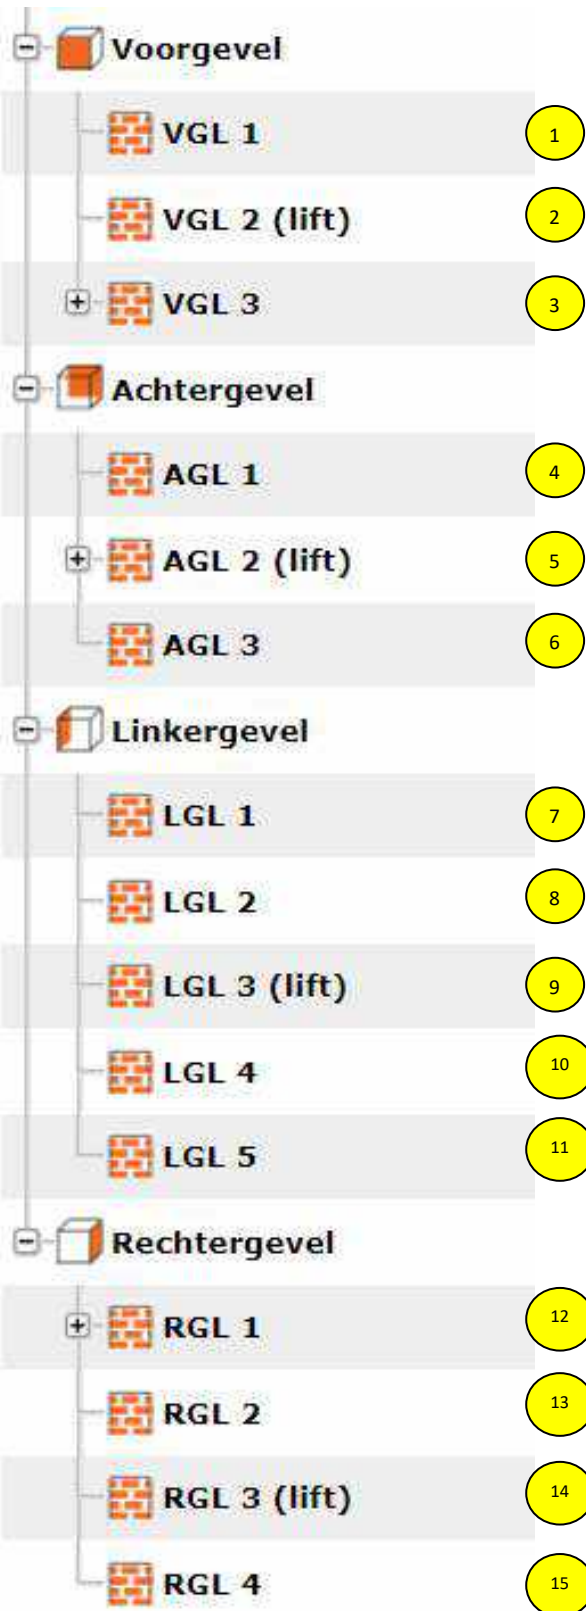 Voorgevel
VGL 1 1
VGL 2 (lift) 2
VGL 3 3
Achtergevel
AGL 1 4
AGL 2 (lift) 5
AGL 3 6
Linkergevel
LGL 1 7
LGL 2 8
LGL 3 (lift) 9
LGL 4 10
LGL 5 11
Rechtergevel
RGL 1 12
RGL 2 13
RGL 3 (lift) 14
RGL 4 15